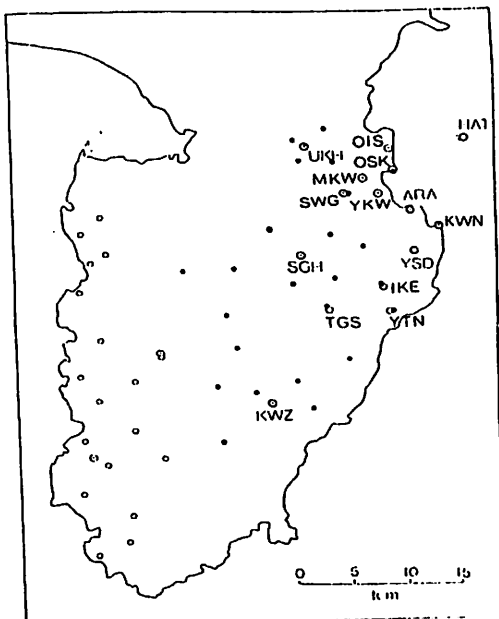 HAT
OIS
UKH
OSK
MKW
SWG
YKW
ARA
KWN
SGH
YSD
IKE
TGS
YTN
KWZ
0 5 10 15
km